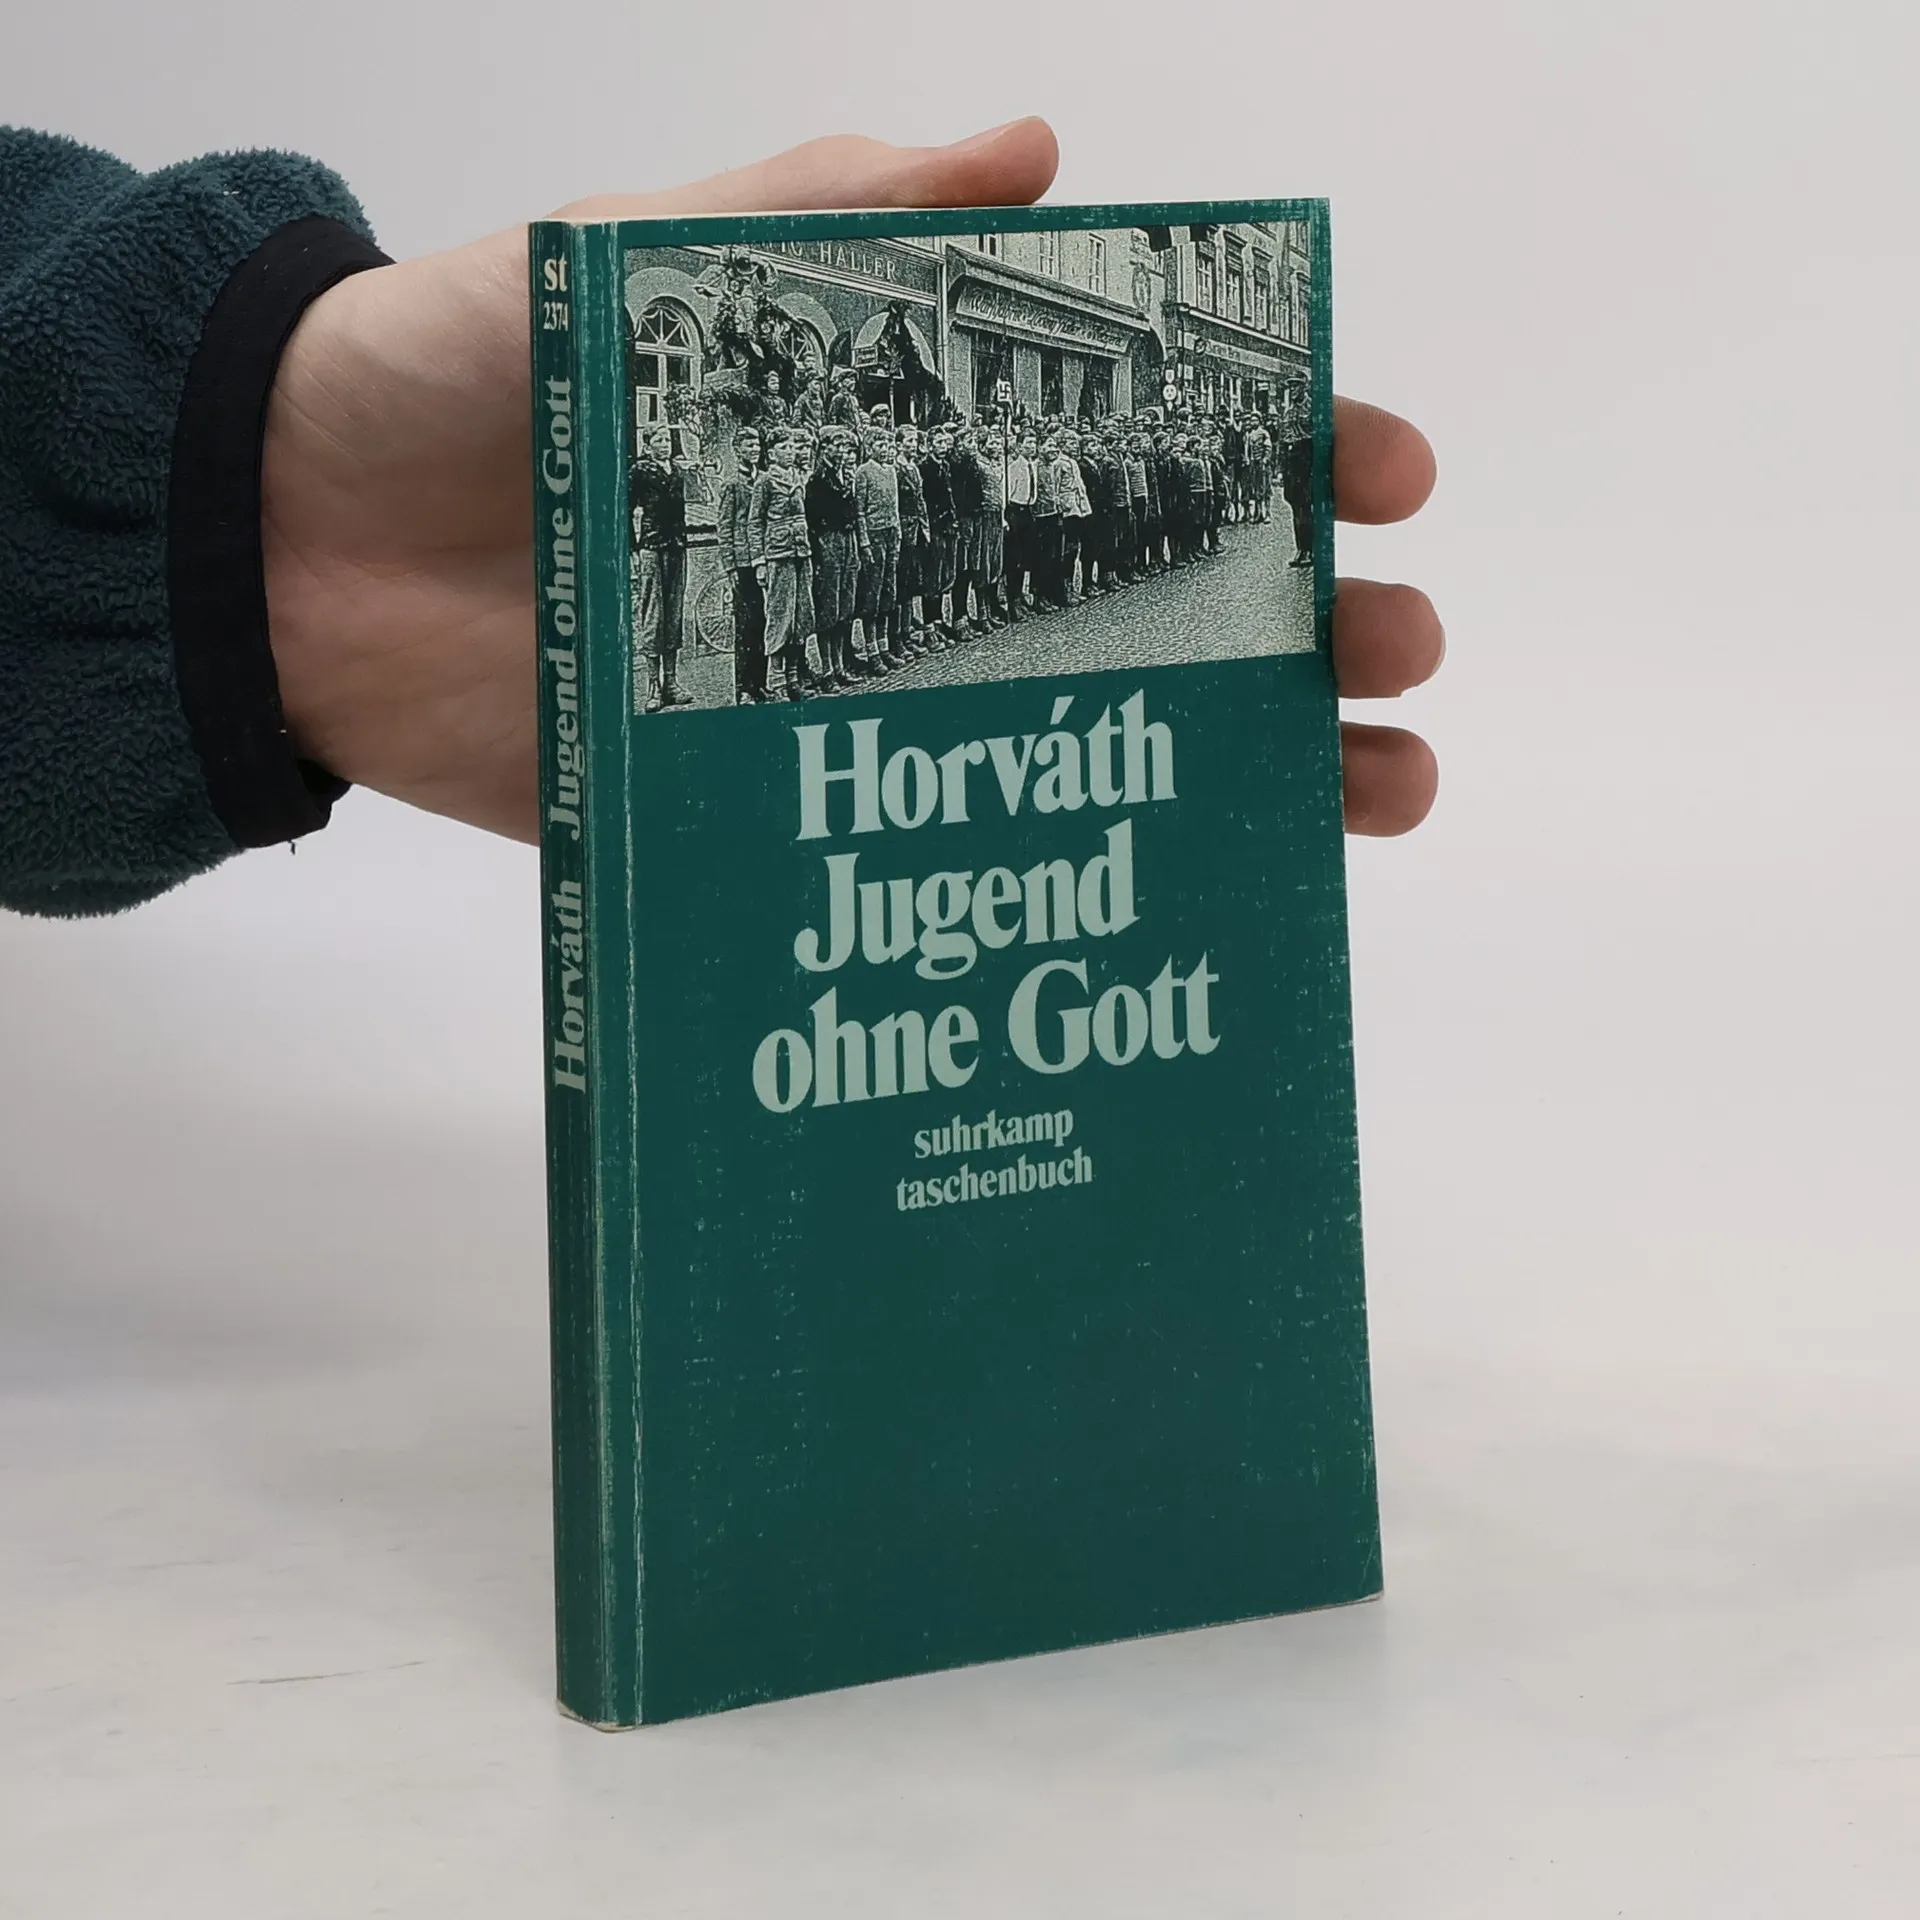 st
2374
Horváth Jugend ohne Gott
HALLER
Horváth
Jugend
ohne Gott
suhrkamp
taschenbuch